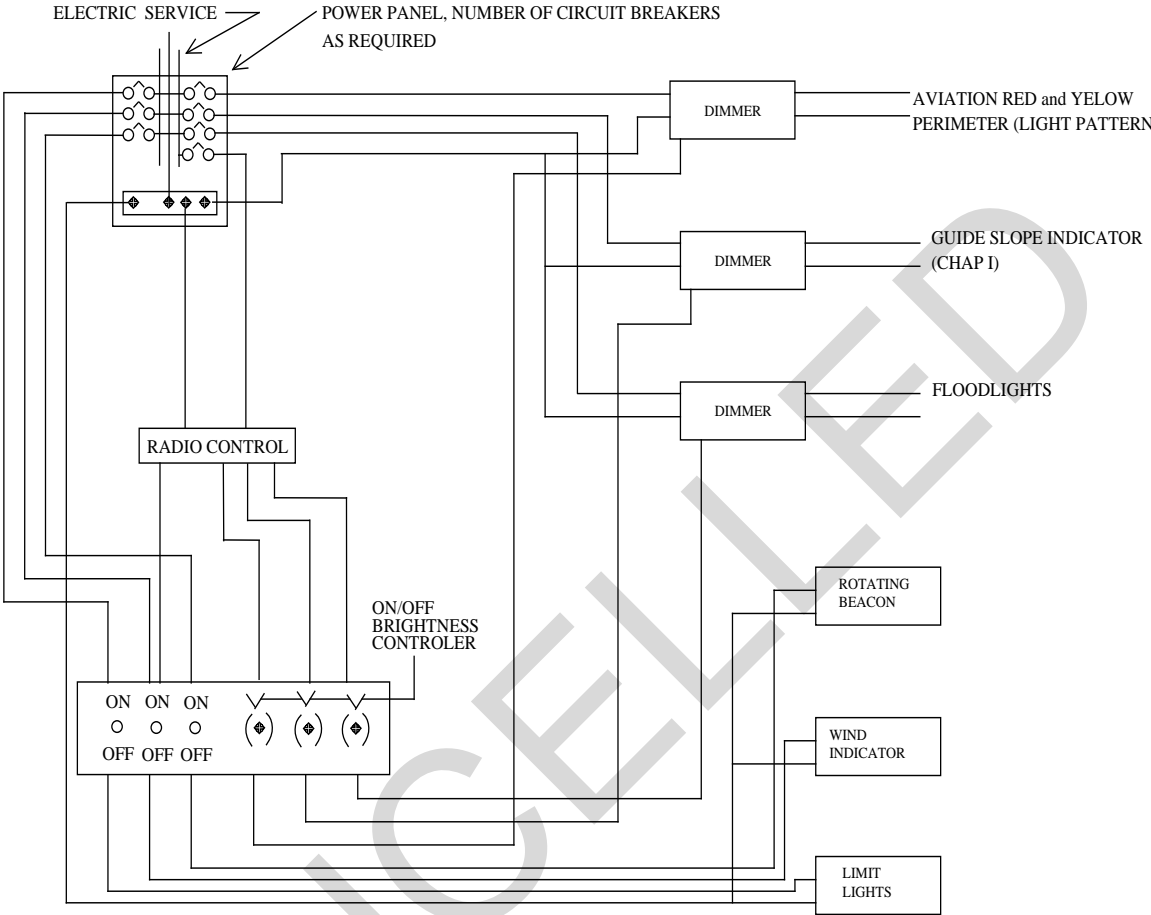 ELECTRIC SERVICE
POWER PANEL, NUMBER OF CIRCUIT BREAKERS
AS REQUIRED
DIMMER
AVIATION RED and YELOW
PERIMETER (LIGHT PATTERN
DIMMER
GUIDE SLOPE INDICATOR
(CHAP I)
DIMMER
FLOODLIGHTS
RADIO CONTROL
ON/OFF
BRIGHTNESS
CONTROLER
ROTATING
BEACON
ON ON ON
OFF OFF OFF
WIND
INDICATOR
LIMIT
LIGHTS
NCELLED